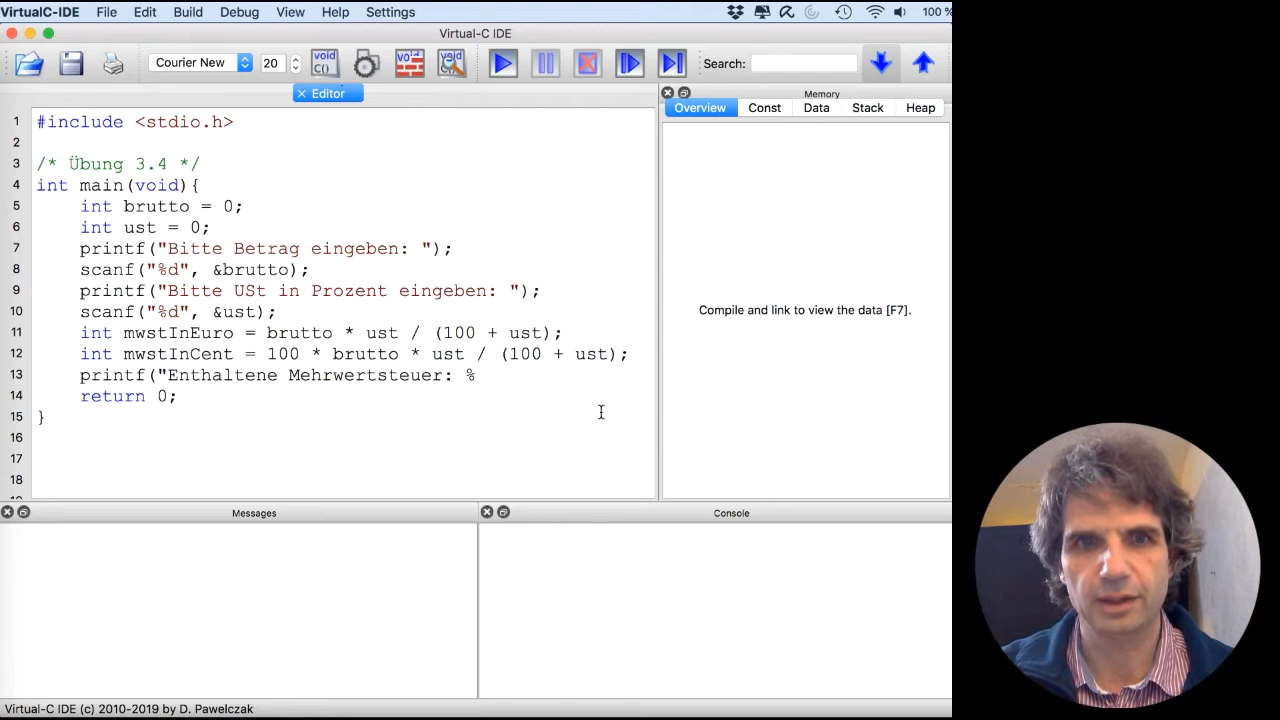 VirtualC-IDE File Edit Build Debug View Help Settings 100 %
Virtual-C IDE
Courier New 20 void C() Search:
× Editor
Memory
Overview Const Data Stack Heap
1 #include <stdio.h>
2
3 /* Übung 3.4 */
4 int main(void){
5 int brutto = 0;
6 int ust = 0;
7 printf("Bitte Betrag eingeben: ");
8 scanf("%d", &brutto);
9 printf("Bitte USt in Prozent eingeben: ");
10 scanf("%d", &ust);
11 int mwstInEuro = brutto * ust / (100 + ust);
12 int mwstInCent = 100 * brutto * ust / (100 + ust);
13 printf("Enthaltene Mehrwertsteuer: %
14 return 0;
15 }
16
17
18
Compile and link to view the data [F7].
Messages
Console
Virtual-C IDE (c) 2010-2019 by D. Pawelczak